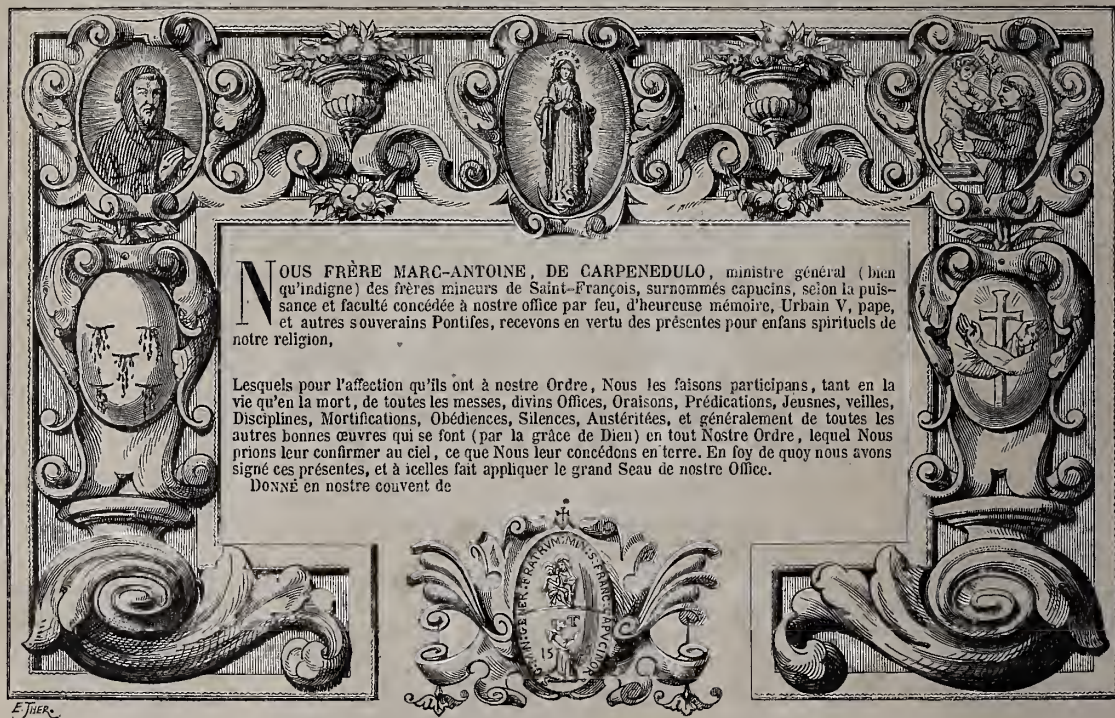 NOUS FRÈRE MARC-ANTOINE, DE CARPENEDULO, ministre général (bien
qu'indigne) des frères mineurs de Saint-François, surnommés capucins, selon la puis-
sance et faculté concédée à nostre office par feu, d'heureuse mémoire, Urbain V, pape,
et autres souverains Pontifes, recevons en vertu des présentes pour enfans spirituels de
notre religion,
Lesquels pour l'affection qu'ils ont à nostre Ordre, Nous les faisons participans, tant en la
vie qu'en la mort, de toutes les messes, divins Offices, Oraisons, Prédications, Jeusnes, veilles,
Disciplines, Mortifications, Obédiences, Silences, Austéritées, et généralement de toutes les
autres bonnes œuvres qui se font (par la grâce de Dieu) en tout Nostre Ordre, lequel Nous
prions leur confirmer au ciel, ce que Nous leur concédons en terre. En foy de quoy nous avons
signé ces présentes, et à icelles fait appliquer le grand Seau de nostre Office.
DONNÉ en nostre couvent de
GENER. FRATRVM. MIN. S. FRANC.
15